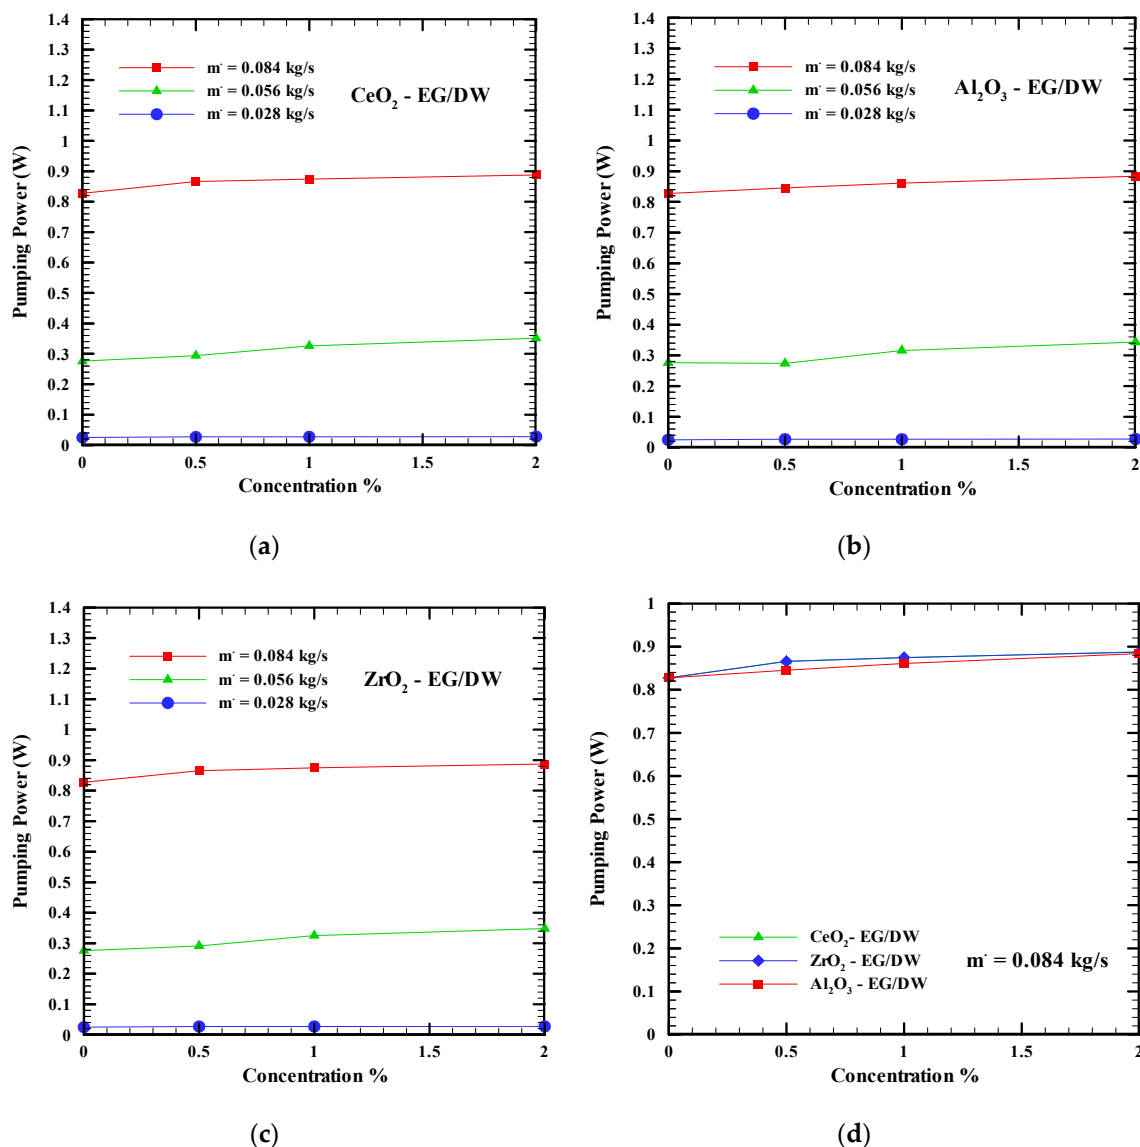 1.4
1.3
1.2
1.1
1
0.9
0.8
0.7
0.6
0.5
0.4
0.3
0.2
0.1
0
Pumping Power (W)
m· = 0.084 kg/s
m· = 0.056 kg/s
m· = 0.028 kg/s
CeO₂ - EG/DW
0 0.5 1 1.5 2
Concentration %
(a)
1.4
1.3
1.2
1.1
1
0.9
0.8
0.7
0.6
0.5
0.4
0.3
0.2
0.1
0
Pumping Power (W)
m· = 0.084 kg/s
m· = 0.056 kg/s
m· = 0.028 kg/s
Al₂O₃ - EG/DW
0 0.5 1 1.5 2
Concentration %
(b)
1.4
1.3
1.2
1.1
1
0.9
0.8
0.7
0.6
0.5
0.4
0.3
0.2
0.1
0
Pumping Power (W)
m· = 0.084 kg/s
m· = 0.056 kg/s
m· = 0.028 kg/s
ZrO₂ - EG/DW
0 0.5 1 1.5 2
Concentration %
(c)
1
0.9
0.8
0.7
0.6
0.5
0.4
0.3
0.2
0.1
0
Pumping Power (W)
CeO₂- EG/DW
ZrO₂ - EG/DW
Al₂O₃ - EG/DW
m· = 0.084 kg/s
0 0.5 1 1.5 2
Concentration %
(d)